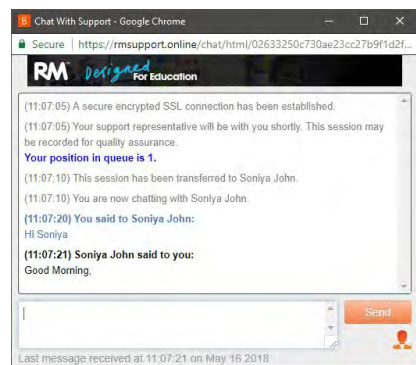 Chat With Support - Google Chrome
Secure | https://rmsupport.online/chat/html/02633250c730ae23cc27b9f1d2f...
RM Designed For Education
(11:07:05) A secure encrypted SSL connection has been established.
(11:07:05) Your support representative will be with you shortly. This session may
be recorded for quality assurance.
Your position in queue is 1.
(11:07:10) This session has been transferred to Soniya John.
(11:07:10) You are now chatting with Soniya John.
(11:07:20) You said to Soniya John:
Hi Soniya
(11:07:21) Soniya John said to you:
Good Morning,
Send
Last message received at 11:07:21 on May 16 2018